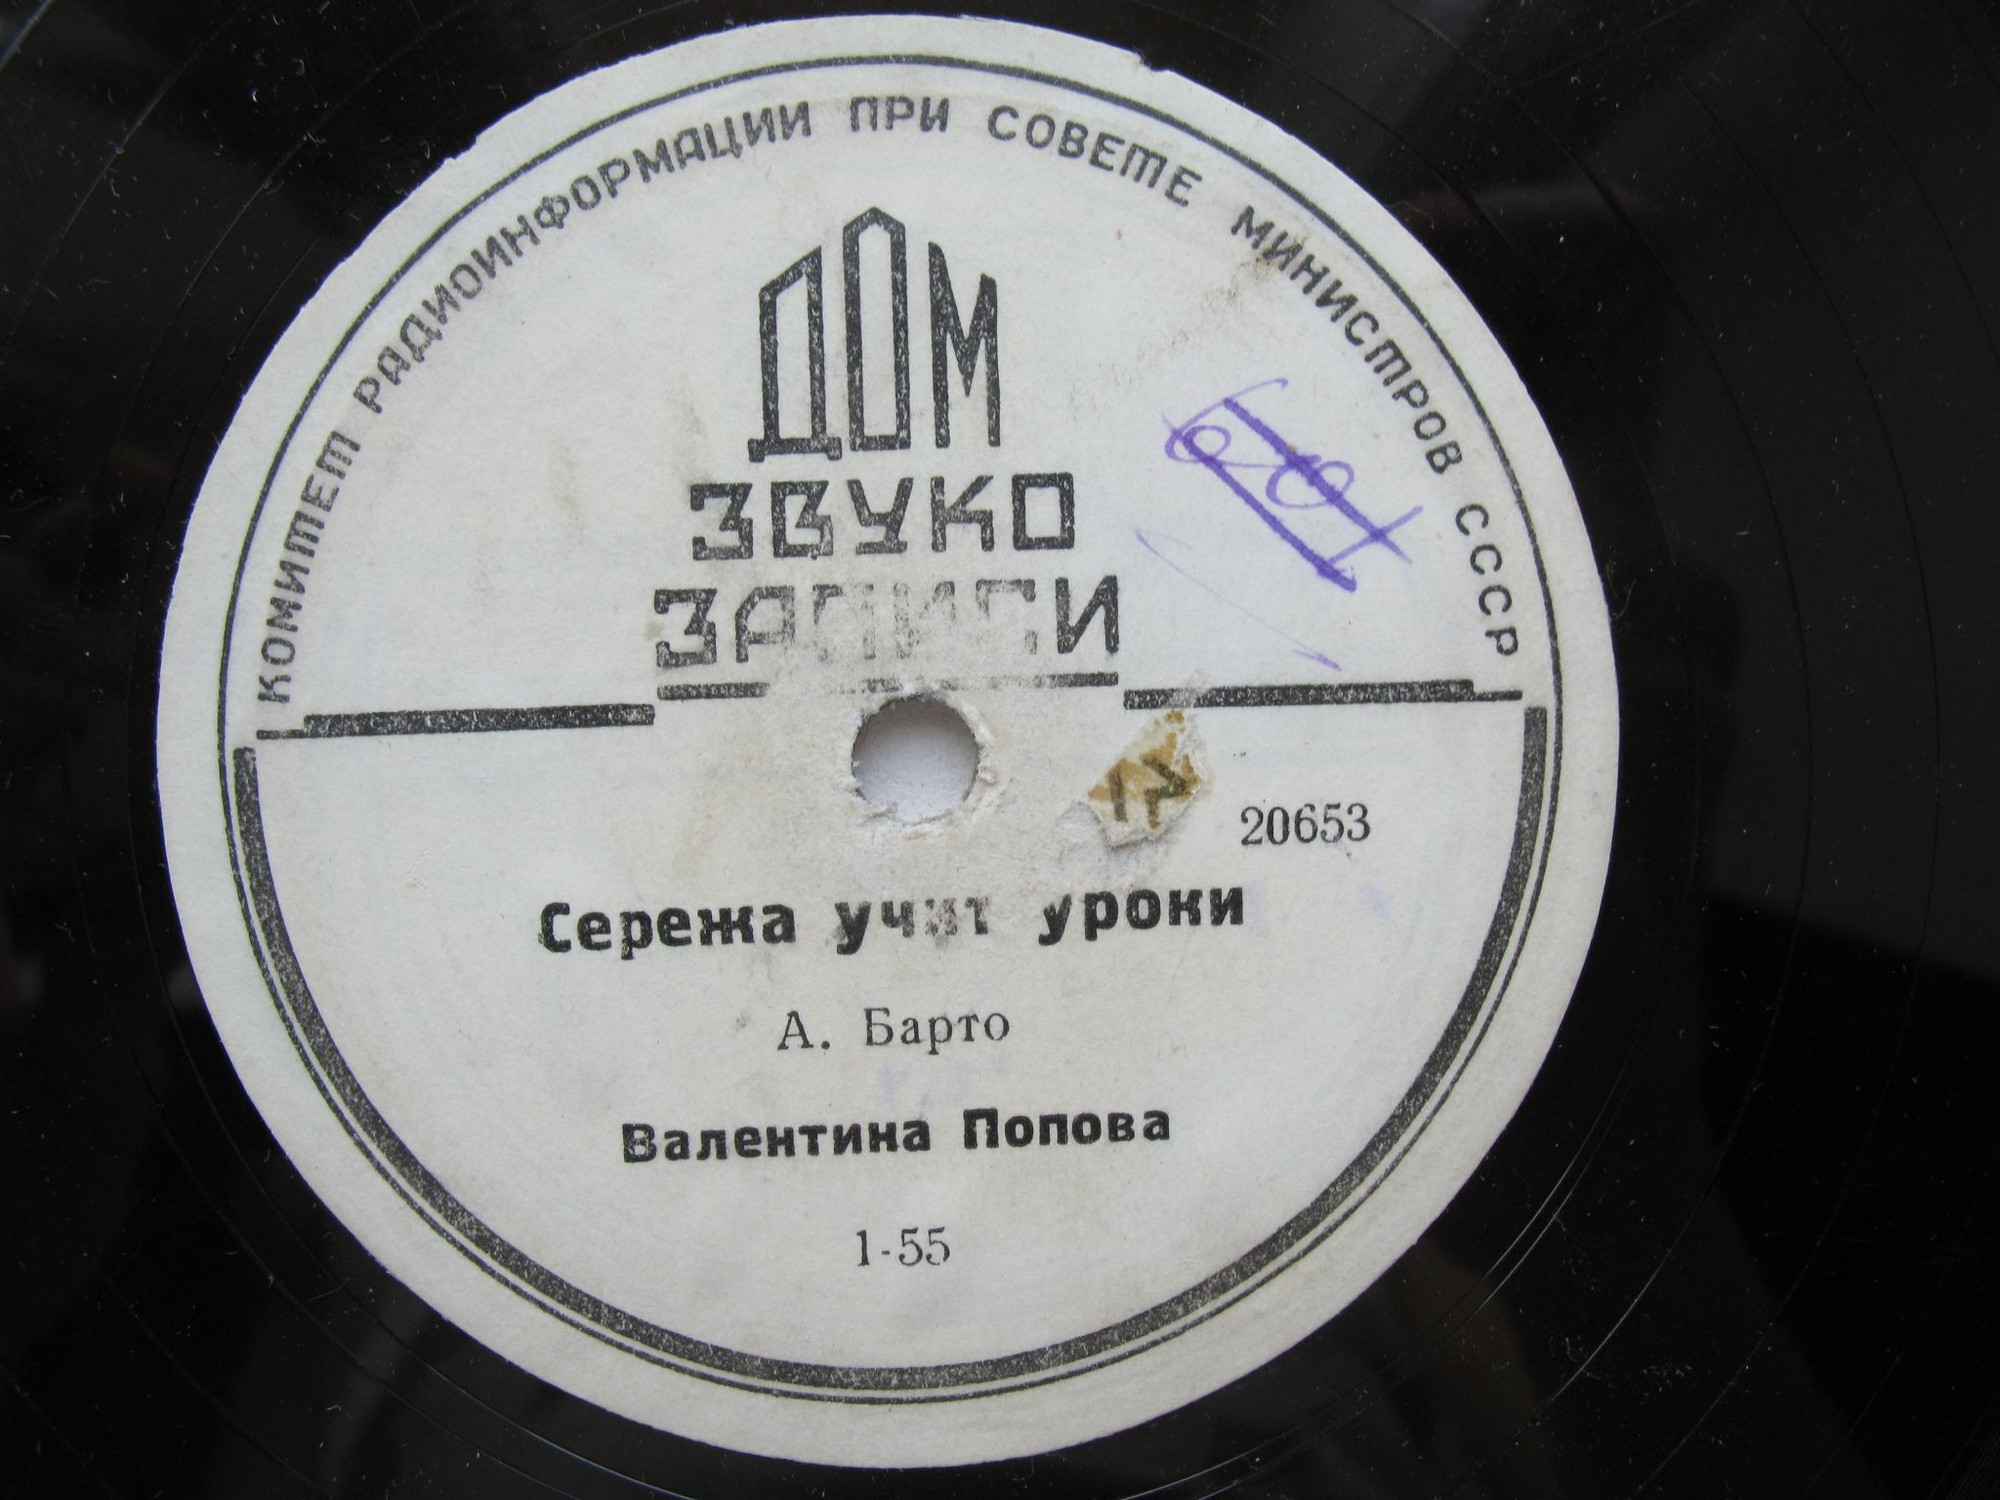 КОМИТЕТ РАДИОИНФОРМАЦИИ ПРИ СОВЕТЕ МИНИСТРОВ СССР
ДОМ
ЗВУКО
ЗАПИСИ
20653
Сережа учит уроки
А. Барто
Валентина Попова
1-55